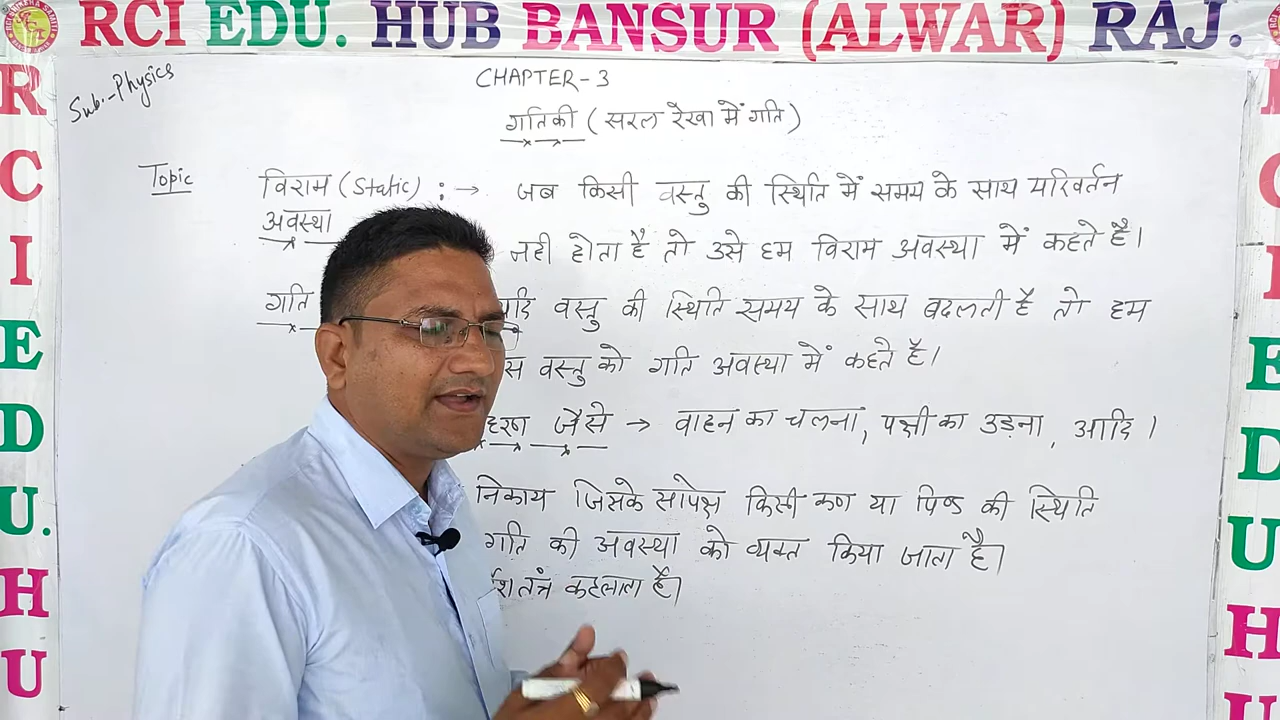 RCI EDU. HUB BANSUR (ALWAR) RAJ.
Sub.-Physics
CHAPTER-3
गतिकी (सरल रेखा में गति)
Topic
विराम (Static) :→ जब किसी वस्तु की स्थिति में समय के साथ परिवर्तन
अवस्था
नही होता है तो उसे हम विराम अवस्था में कहते है।
गति
यदि वस्तु की स्थिति समय के साथ बदलती है तो हम
स वस्तु को गति अवस्था में कहते है।
हरण जैसे → वाहन का चलना, पक्षी का उड़ना, आदि।
निकाय जिसके सापेक्ष किसी कण या पिण्ड की स्थिति
गति की अवस्था को व्यक्त किया जाता है।
तंत्र कहलाता है।
R
C
I
E
D
U.
H
U
E
D
U
H